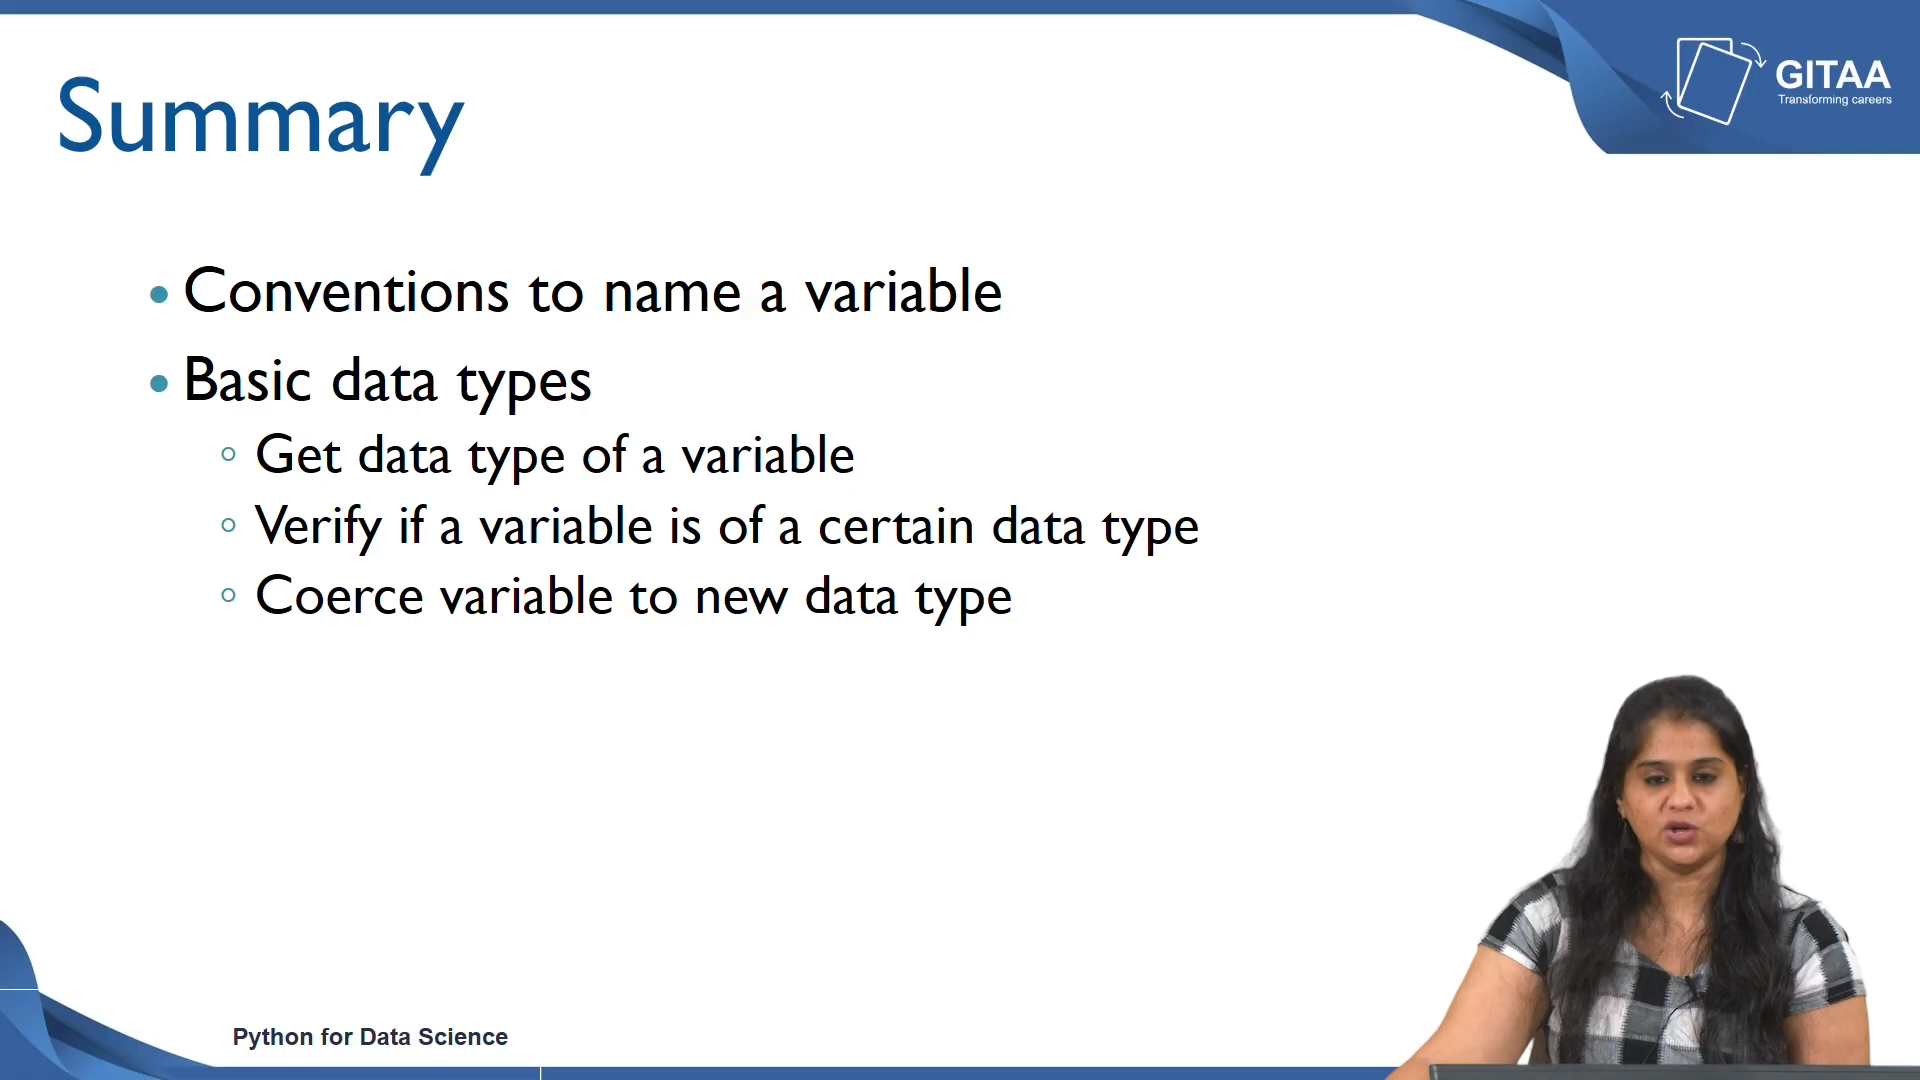 GITAA
Transforming careers
Summary
• Conventions to name a variable
• Basic data types
◦ Get data type of a variable
◦ Verify if a variable is of a certain data type
◦ Coerce variable to new data type
Python for Data Science